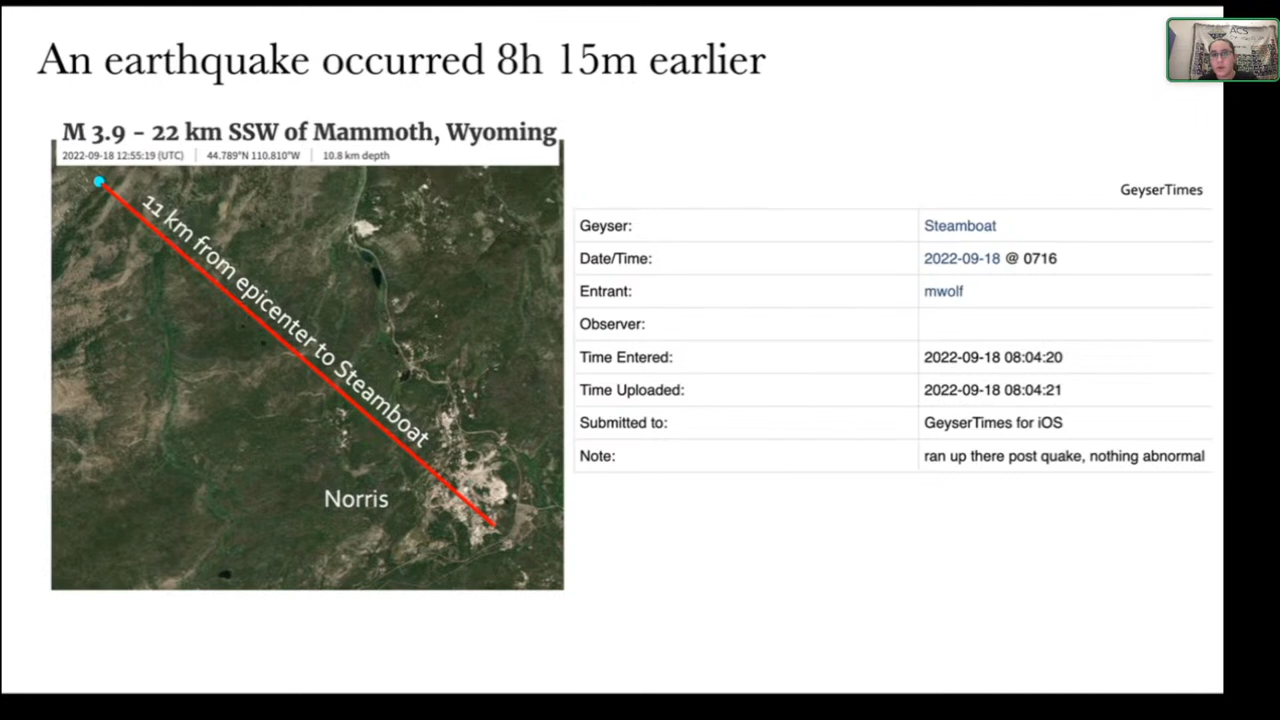 An earthquake occurred 8h 15m earlier
ACS
M 3.9 - 22 km SSW of Mammoth, Wyoming
2022-09-18 12:55:19 (UTC) | 44.789°N 110.810°W | 10.8 km depth
11 km from epicenter to Steamboat
Norris
GeyserTimes
Geyser: Steamboat
Date/Time: 2022-09-18 @ 0716
Entrant: mwolf
Observer:
Time Entered: 2022-09-18 08:04:20
Time Uploaded: 2022-09-18 08:04:21
Submitted to: GeyserTimes for iOS
Note: ran up there post quake, nothing abnormal